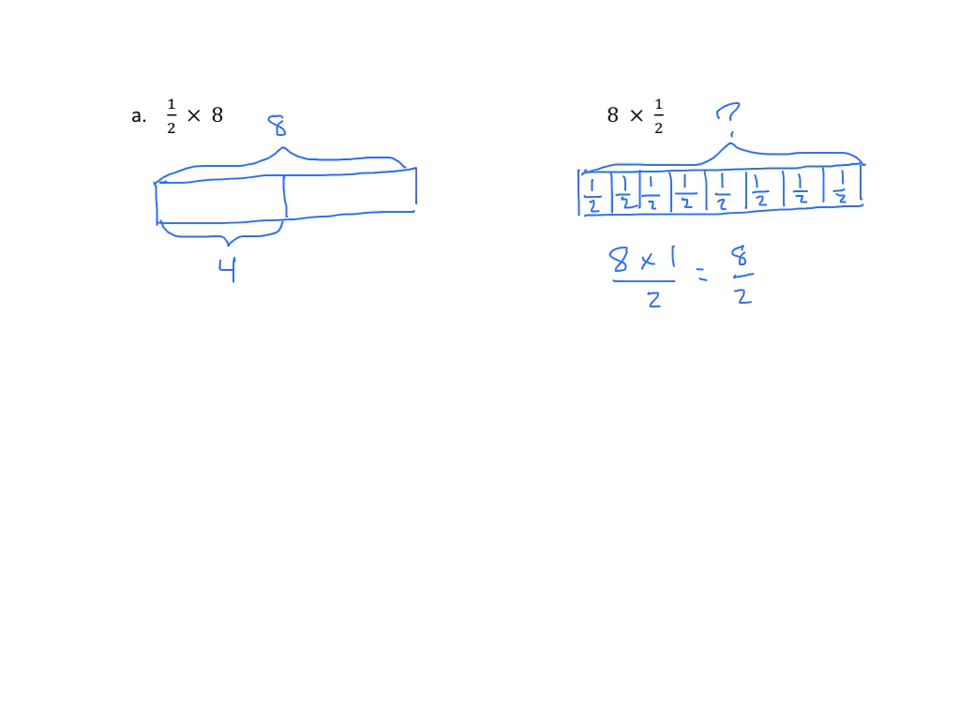 a. 1/2 × 8
8
4
8 × 1/2
?
1/2 1/2 1/2 1/2 1/2 1/2 1/2 1/2
8 × 1 / 2 = 8/2